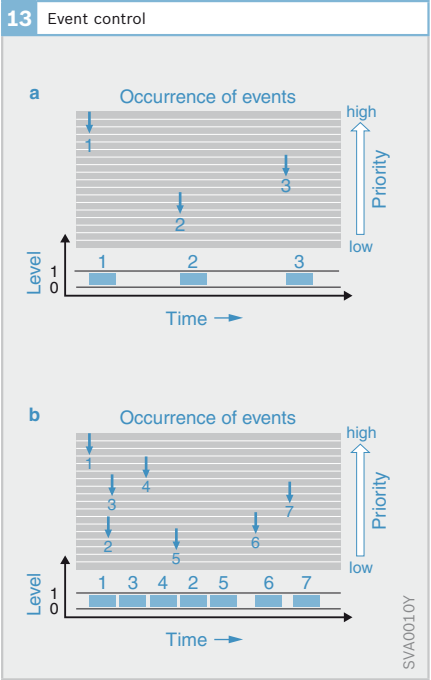 13 Event control
a
Occurrence of events
high
1
3
Priority
2
low
1 2 3
Level
1
0
Time
b
Occurrence of events
high
1
4
3
7
Priority
6
2
5
low
1 3 4 2 5 6 7
Level
1
0
Time
SVA0010Y